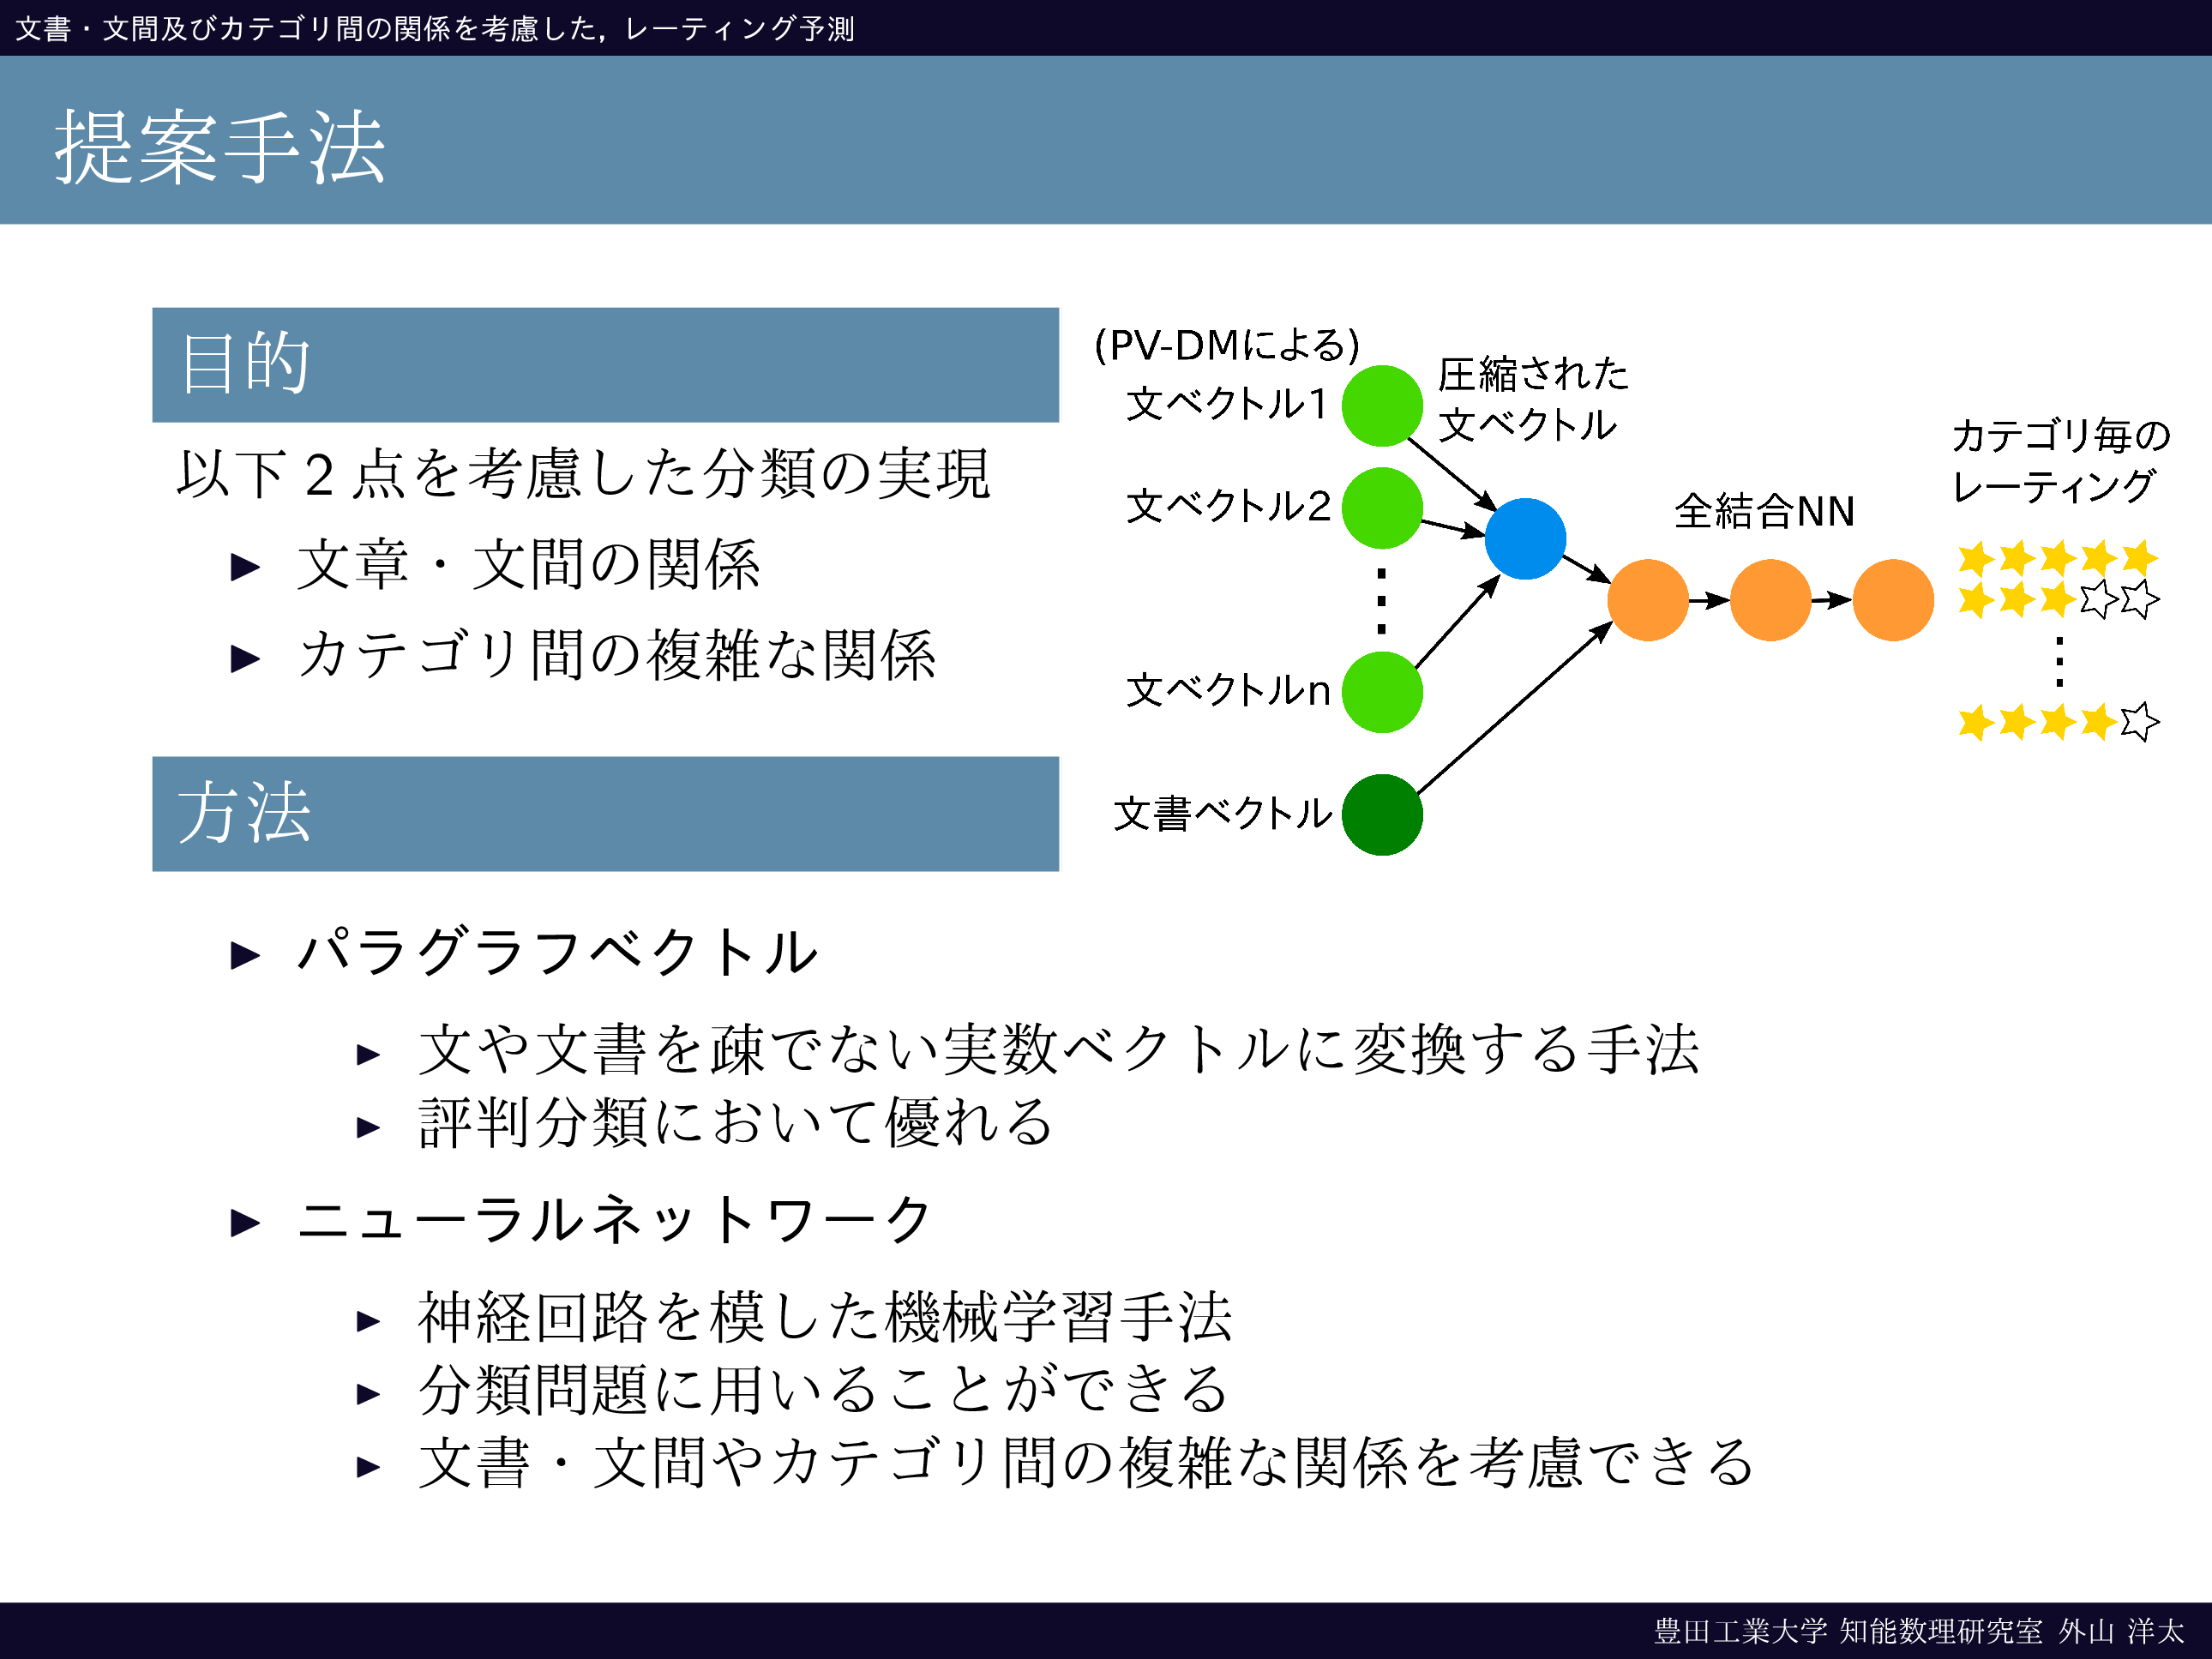 文書・文間及びカテゴリ間の関係を考慮した，レーティング予測
提案手法
目的
以下 2 点を考慮した分類の実現
文章・文間の関係
カテゴリ間の複雑な関係
(PV-DMによる)
文ベクトル1
文ベクトル2
文ベクトルn
文書ベクトル
圧縮された
文ベクトル
全結合NN
カテゴリ毎の
レーティング
方法
パラグラフベクトル
文や文書を疎でない実数ベクトルに変換する手法
評判分類において優れる
ニューラルネットワーク
神経回路を模した機械学習手法
分類問題に用いることができる
文書・文間やカテゴリ間の複雑な関係を考慮できる
豊田工業大学 知能数理研究室 外山 洋太